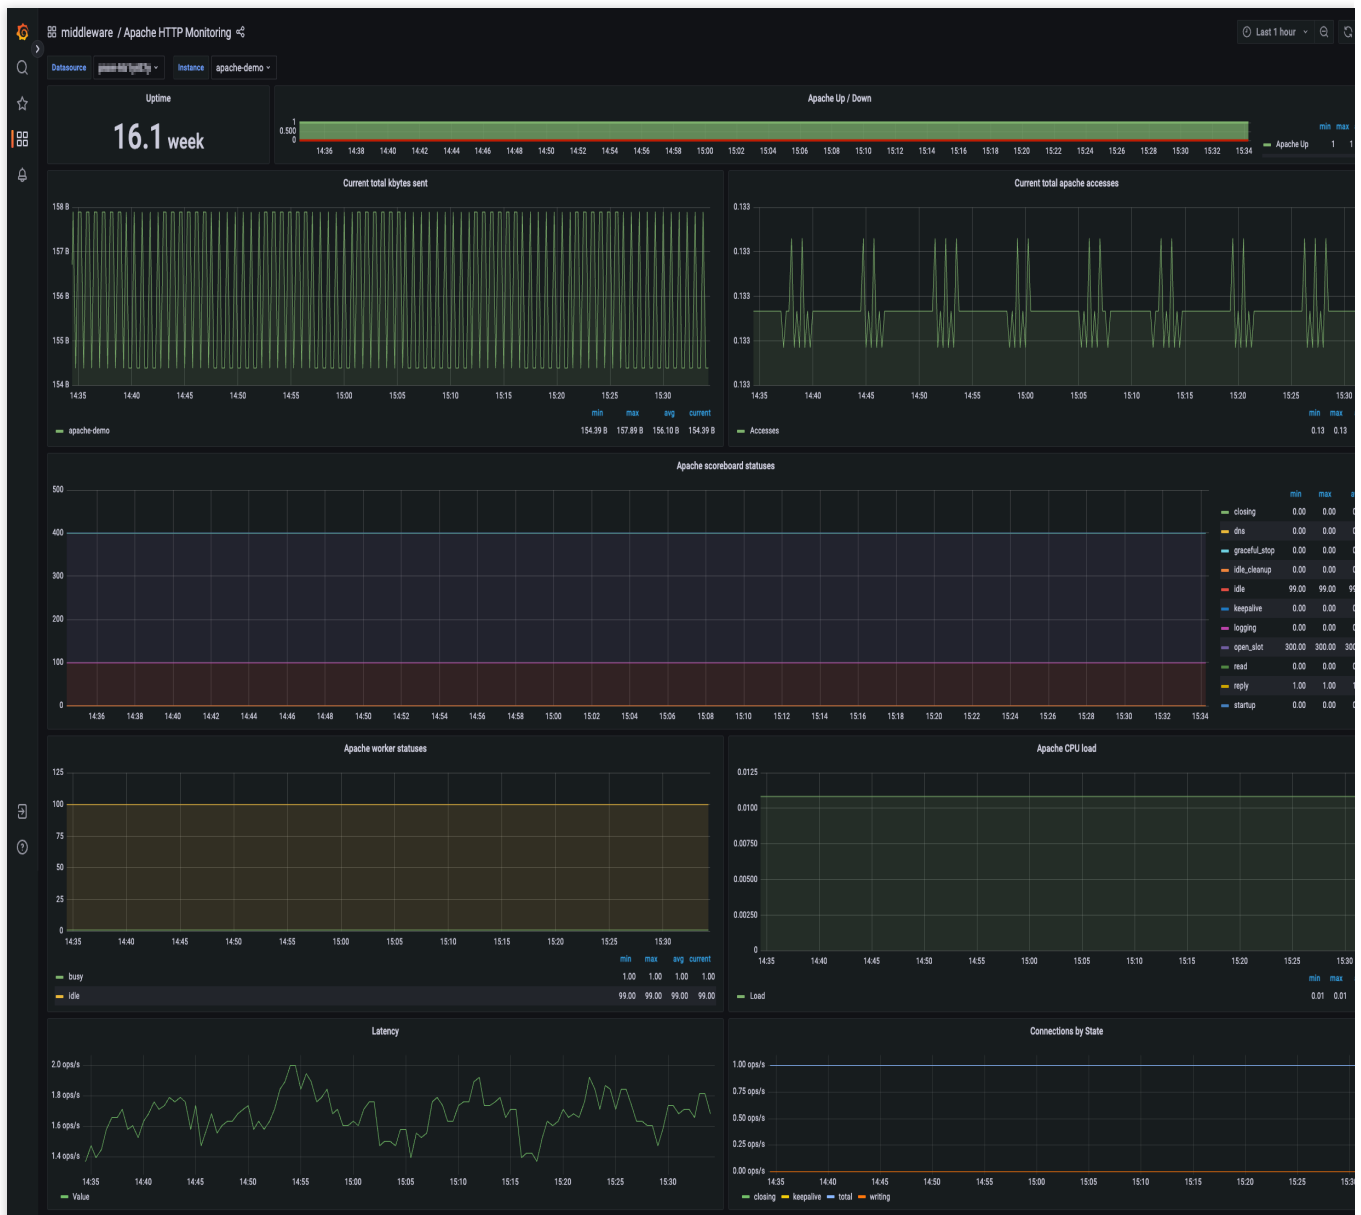 middleware / Apache HTTP Monitoring
Last 1 hour
Datasource
Instance apache-demo
Uptime
16.1 week
Apache Up / Down
1
0.500
0
14:36 14:38 14:40 14:42 14:44 14:46 14:48 14:50 14:52 14:54 14:56 14:58 15:00 15:02 15:04 15:06 15:08 15:10 15:12 15:14 15:16 15:18 15:20 15:22 15:24 15:26 15:28 15:30 15:32 15:34
min max
Apache Up 1 1
Current total kbytes sent
158 B
157 B
156 B
155 B
154 B
14:35 14:40 14:45 14:50 14:55 15:00 15:05 15:10 15:15 15:20 15:25 15:30
min max avg current
apache-demo 154.39 B 157.89 B 156.10 B 154.39 B
Current total apache accesses
0.133
0.133
0.133
0.133
0.133
14:35 14:40 14:45 14:50 14:55 15:00 15:05 15:10 15:15 15:20 15:25 15:30
min max
Accesses 0.13 0.13
Apache scoreboard statuses
500
400
300
200
100
0
14:36 14:38 14:40 14:42 14:44 14:46 14:48 14:50 14:52 14:54 14:56 14:58 15:00 15:02 15:04 15:06 15:08 15:10 15:12 15:14 15:16 15:18 15:20 15:22 15:24 15:26 15:28 15:30 15:32 15:34
min max
closing 0.00 0.00
dns 0.00 0.00
graceful_stop 0.00 0.00
idle_cleanup 0.00 0.00
idle 99.00 99.00
keepalive 0.00 0.00
logging 0.00 0.00
open_slot 300.00 300.00
read 0.00 0.00
reply 1.00 1.00
startup 0.00 0.00
Apache worker statuses
125
100
75
50
25
0
14:35 14:40 14:45 14:50 14:55 15:00 15:05 15:10 15:15 15:20 15:25 15:30
min max avg current
busy 1.00 1.00 1.00 1.00
idle 99.00 99.00 99.00 99.00
Apache CPU load
0.0125
0.0100
0.00750
0.00500
0.00250
0
14:35 14:40 14:45 14:50 14:55 15:00 15:05 15:10 15:15 15:20 15:25 15:30
min max
Load 0.01 0.01
Latency
2.0 ops/s
1.8 ops/s
1.6 ops/s
1.4 ops/s
14:35 14:40 14:45 14:50 14:55 15:00 15:05 15:10 15:15 15:20 15:25 15:30
Value
Connections by State
1.00 ops/s
0.75 ops/s
0.50 ops/s
0.25 ops/s
0.00 ops/s
14:35 14:40 14:45 14:50 14:55 15:00 15:05 15:10 15:15 15:20 15:25
closing keepalive total writing